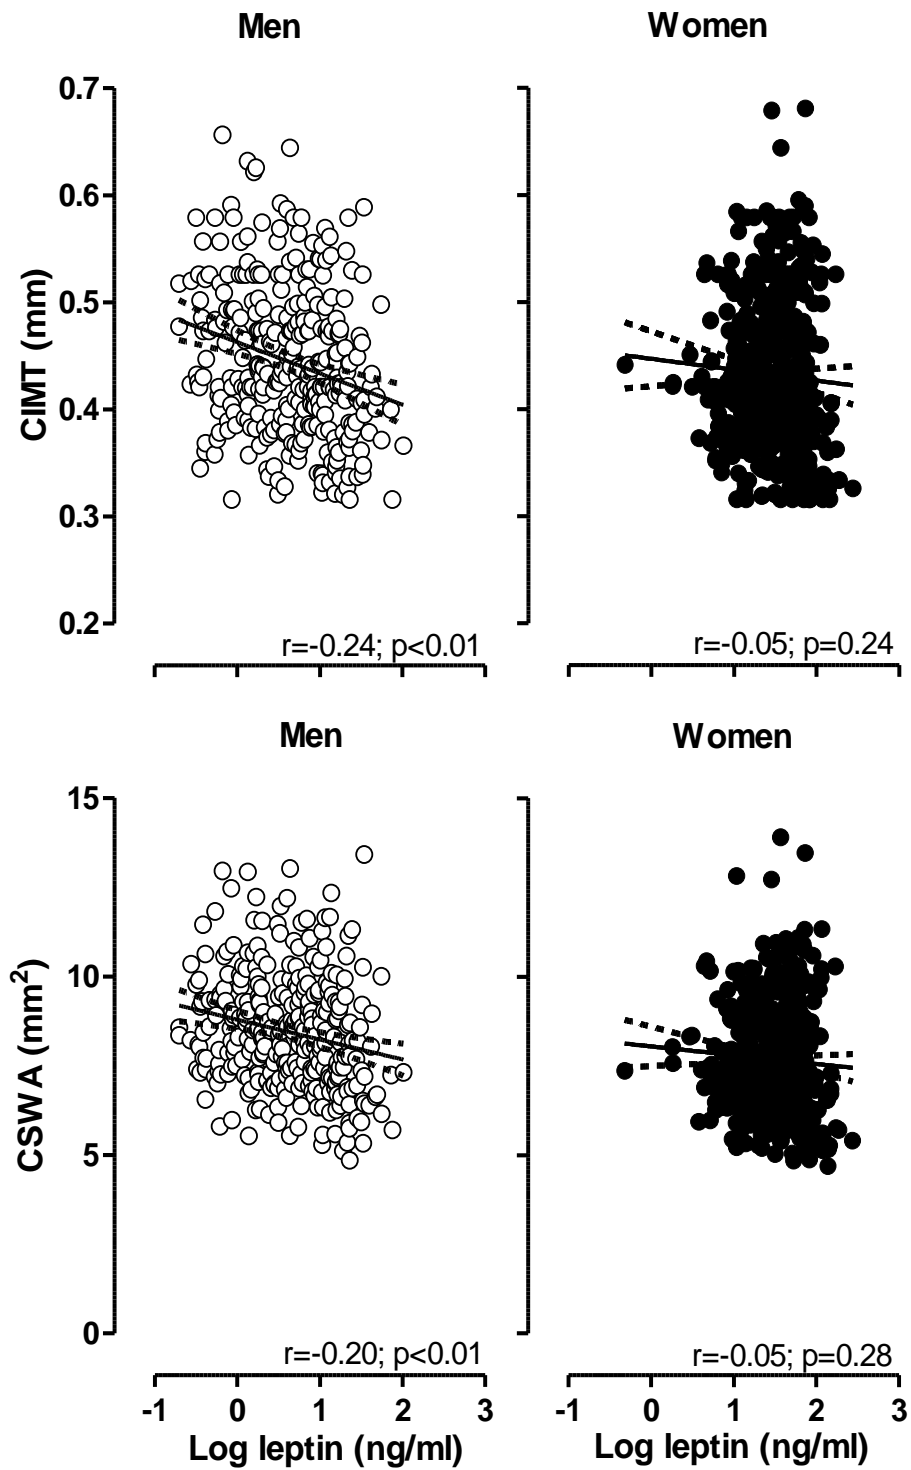 Men Women
0.7
0.6
0.5
0.4
0.3
0.2
CIMT (mm)
r=-0.24; p<0.01 r=-0.05; p=0.24
Men Women
15
10
5
0
CSWA (mm²)
r=-0.20; p<0.01 r=-0.05; p=0.28
-1 0 1 2 3 -1 0 1 2 3
Log leptin (ng/ml) Log leptin (ng/ml)